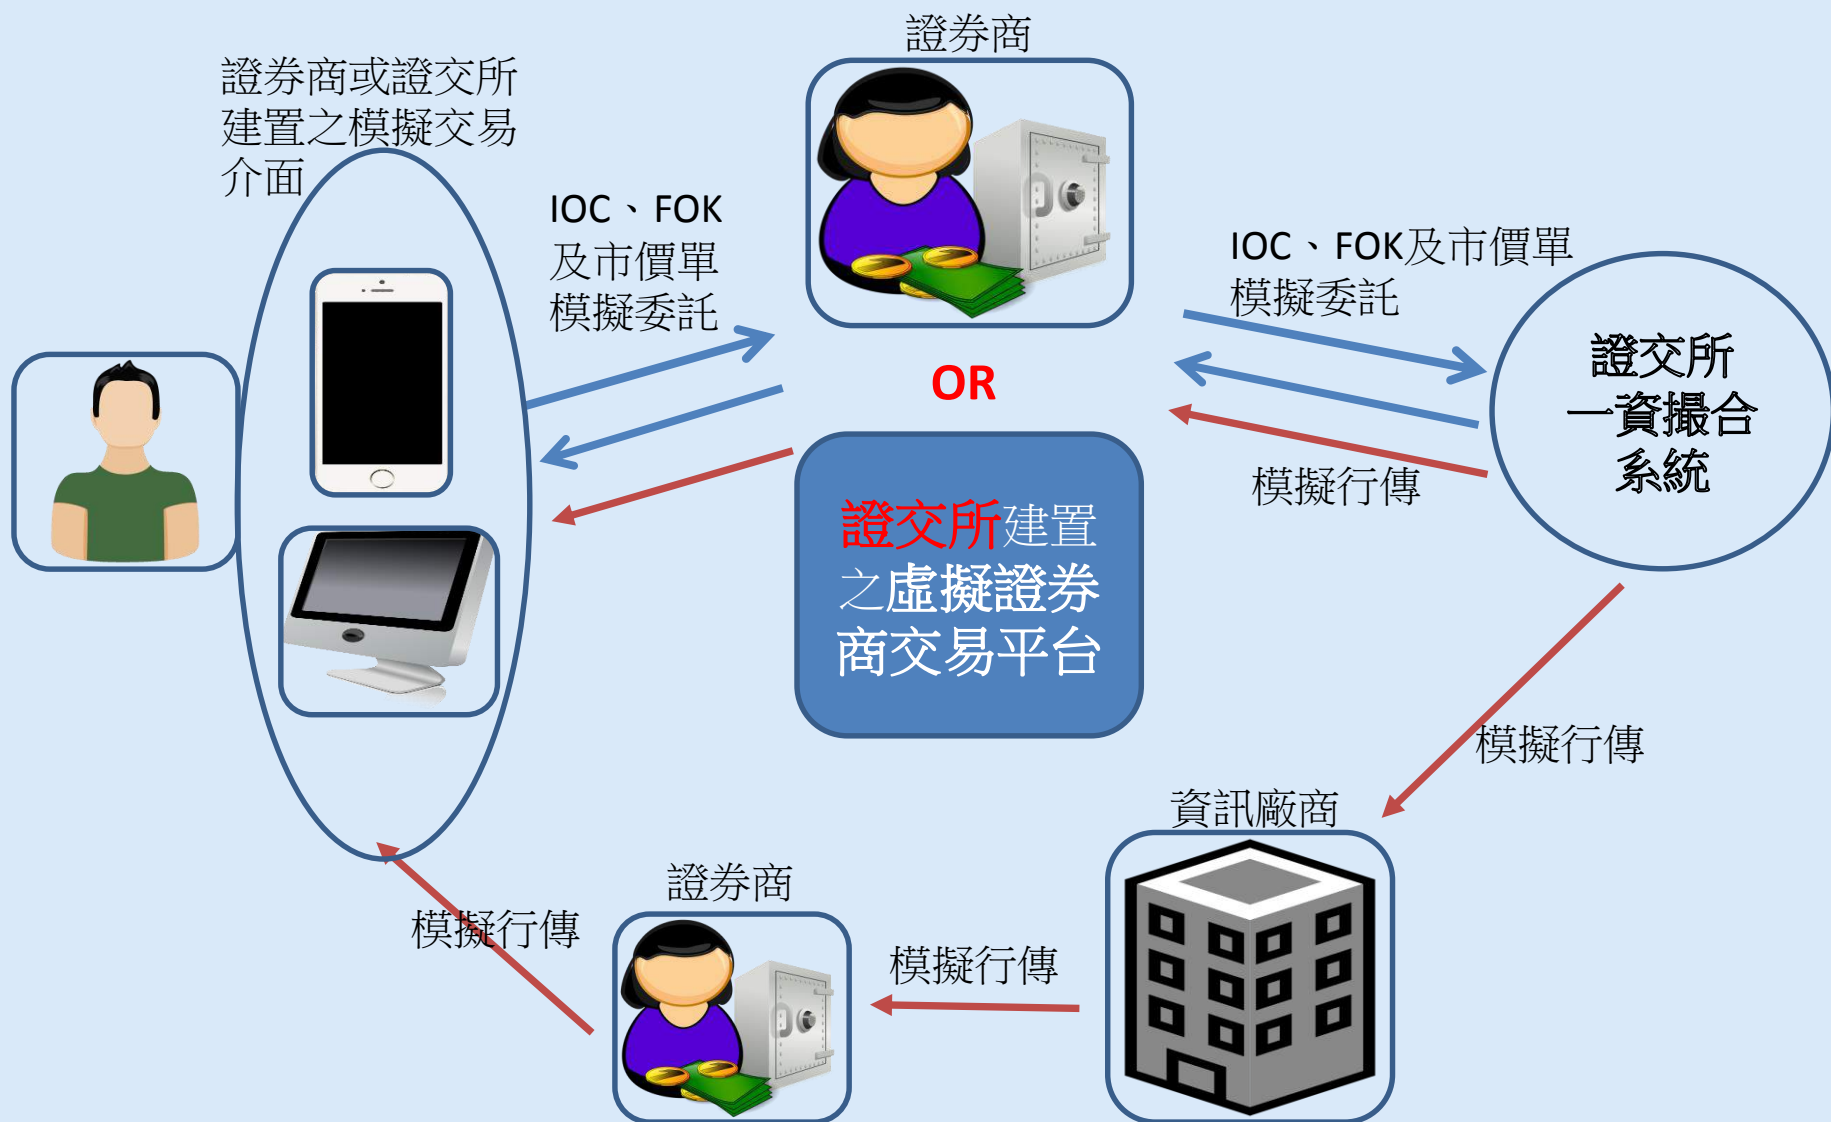 證券商
證券商或證交所
建置之模擬交易
介面
IOC、FOK
及市價單
模擬委託
IOC、FOK及市價單
模擬委託
OR
證交所
一資撮合
系統
模擬行傳
證交所建置
之虛擬證券
商交易平台
模擬行傳
資訊廠商
證券商
模擬行傳
模擬行傳